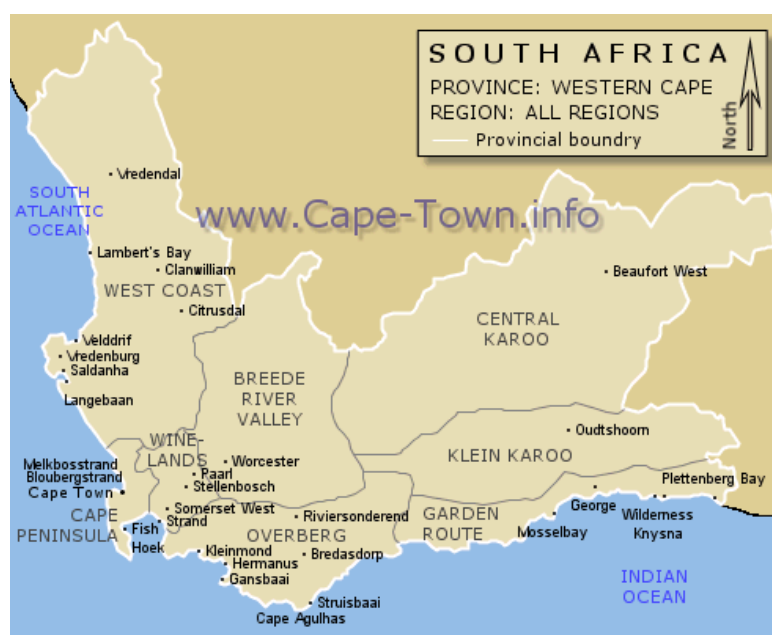 SOUTH AFRICA
PROVINCE: WESTERN CAPE
REGION: ALL REGIONS
Provincial boundry
North
Vredendal
SOUTH
ATLANTIC
OCEAN
www.Cape-Town.info
Lambert's Bay
Clanwilliam
WEST COAST
Citrusdal
Beaufort West
CENTRAL
KAROO
Velddrif
Vredenburg
Saldanha
Langebaan
BREEDE
RIVER
VALLEY
Oudtshoorn
KLEIN KAROO
WINE-
LANDS
Worcester
Paarl
Stellenbosch
Melkbosstrand
Bloubergstrand
Cape Town
CAPE
PENINSULA
Fish
Hoek
Somerset West
Strand
Riviersonderend
OVERBERG
Bredasdorp
Kleinmond
Hermanus
Gansbaai
Struisbaai
Cape Agulhas
GARDEN
ROUTE
Mosselbay
George
Wilderness
Knysna
Plettenberg Bay
INDIAN
OCEAN